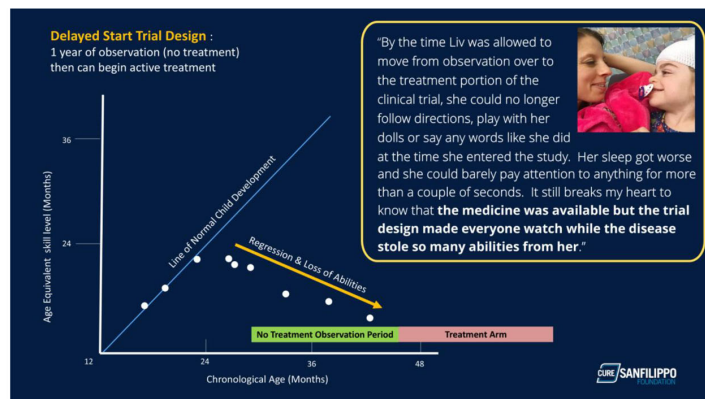 Delayed Start Trial Design :
1 year of observation (no treatment)
then can begin active treatment
36
24
12
24
36
48
Age Equivalent skill level (Months)
Chronological Age (Months)
Line of Normal Child Development
Regression & Loss of Abilities
No Treatment Observation Period
Treatment Arm
“By the time Liv was allowed to
move from observation over to
the treatment portion of the
clinical trial, she could no longer
follow directions, play with her
dolls or say any words like she did
at the time she entered the study. Her sleep got worse
and she could barely pay attention to anything for more
than a couple of seconds. It still breaks my heart to
know that the medicine was available but the trial
design made everyone watch while the disease
stole so many abilities from her.”
CURE SANFILIPPO
FOUNDATION